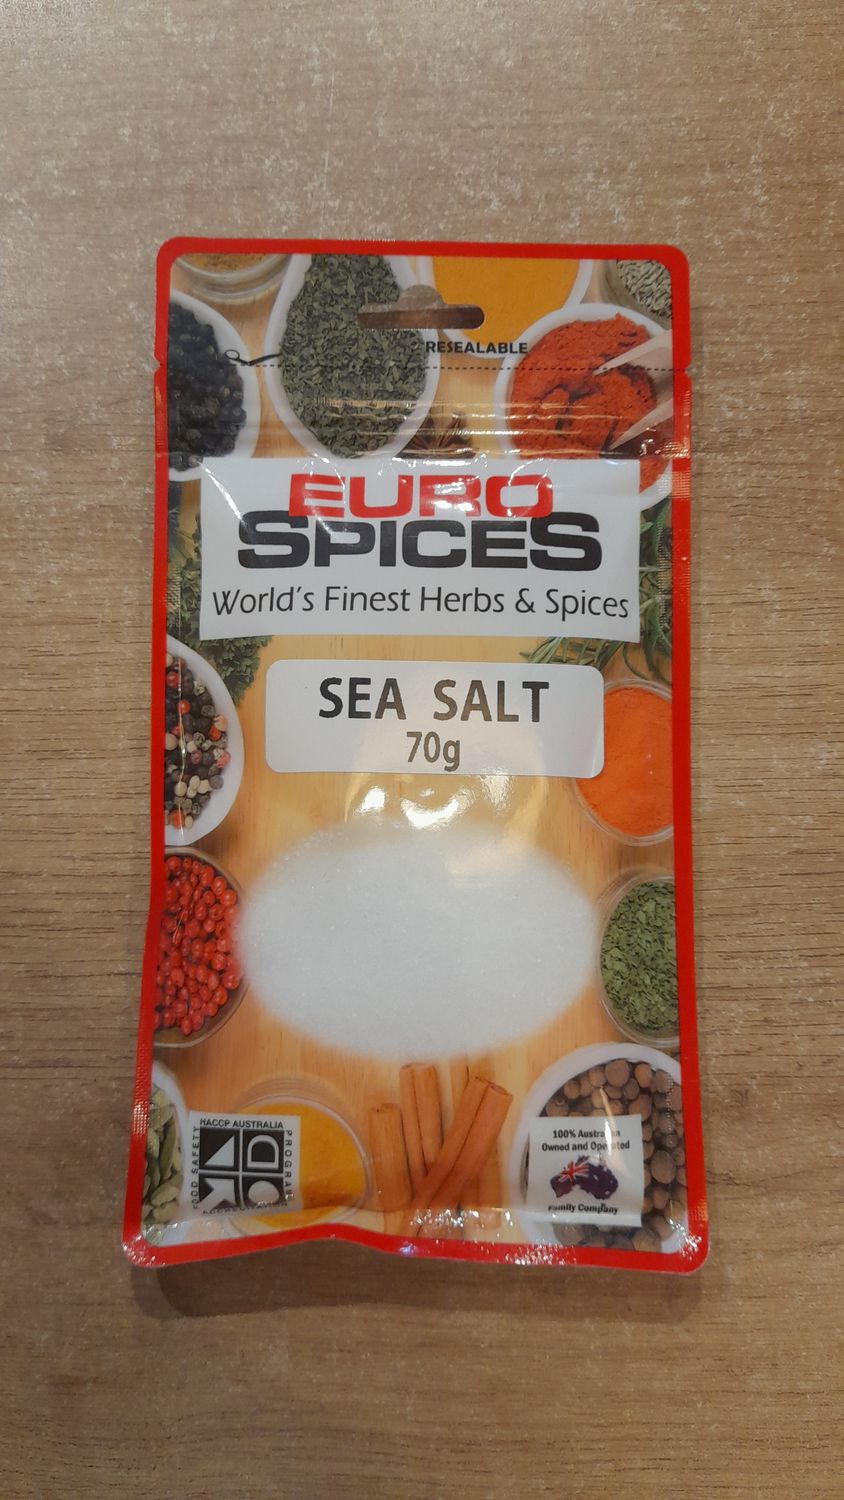 RESEALABLE
EURO
SPICES
World's Finest Herbs & Spices
SEA SALT
70g
HACCP AUSTRALIA
FOOD SAFETY
PROGRAM
ACCREDITATION
100% Australian
Owned and Operated
Family Company